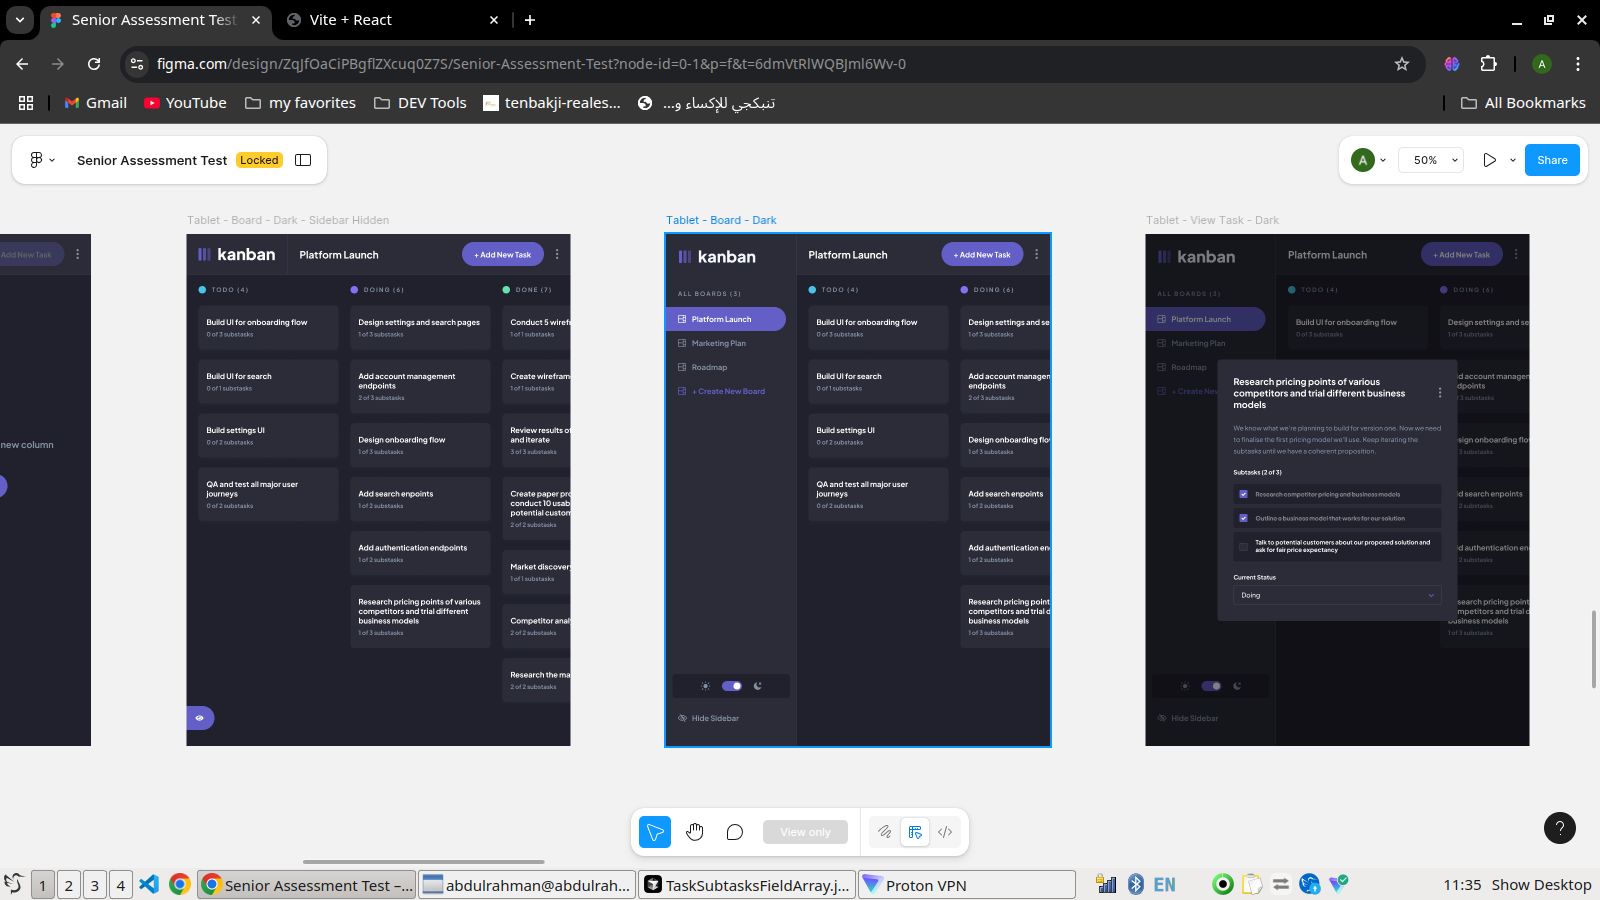 Senior Assessment Test
Vite + React
figma.com/design/ZqJfOaCiPBgflZXcuq0Z7S/Senior-Assessment-Test?node-id=0-1&p=f&t=6dmVtRlWQBJml6Wv-0
A
Gmail
YouTube
my favorites
DEV Tools
tenbakji-reales...
تنبكجي للإكساء و...
All Bookmarks
Senior Assessment Test
Locked
A
50%
Share
Add New Task
new column
Tablet - Board - Dark - Sidebar Hidden
kanban
Platform Launch
+ Add New Task
TODO (4)
Build UI for onboarding flow
0 of 3 substasks
Build UI for search
0 of 1 substasks
Build settings UI
0 of 2 substasks
QA and test all major user
journeys
0 of 2 substasks
DOING (6)
Design settings and search pages
1 of 3 substasks
Add account management
endpoints
2 of 3 substasks
Design onboarding flow
1 of 3 substasks
Add search enpoints
1 of 2 substasks
Add authentication endpoints
1 of 2 substasks
Research pricing points of various
competitors and trial different
business models
1 of 3 substasks
DONE (7)
Conduct 5 wirefr
1 of 1 substasks
Create wirefram
1 of 1 substasks
Review results of
and iterate
3 of 3 substasks
Create paper pro
conduct 10 usab
potential custom
2 of 2 substasks
Market discovery
1 of 1 substasks
Competitor anal
2 of 2 substasks
Research the ma
2 of 2 substasks
Tablet - Board - Dark
kanban
Platform Launch
+ Add New Task
ALL BOARDS (3)
Platform Launch
Marketing Plan
Roadmap
+ Create New Board
Hide Sidebar
TODO (4)
Build UI for onboarding flow
0 of 3 substasks
Build UI for search
0 of 1 substasks
Build settings UI
0 of 2 substasks
QA and test all major user
journeys
0 of 2 substasks
DOING (6)
Design settings and se
1 of 3 substasks
Add account managen
endpoints
2 of 3 substasks
Design onboarding flov
1 of 3 substasks
Add search enpoints
1 of 2 substasks
Add authentication en
1 of 2 substasks
Research pricing point
competitors and trial d
business models
1 of 3 substasks
Tablet - View Task - Dark
kanban
Platform Launch
+ Add New Task
ALL BOARDS (3)
Platform Launch
Marketing Plan
Roadmap
+ Create New
Hide Sidebar
TODO (4)
Build UI for onboarding flow
0 of 3 substasks
DOING (6)
Design settings and se
1 of 3 substasks
dd account managen
dpoints
of 3 substasks
sign onboarding flov
3 substasks
d search enpoints
2 substasks
d authentication en
2 substasks
search pricing point
mpetitors and trial d
business models
1 of 3 substasks
Research pricing points of various
competitors and trial different business
models
We know what we're planning to build for version one. Now we need
to finalise the first pricing model we'll use. Keep iterating the
subtasks until we have a coherent proposition.
Subtasks (2 of 3)
Research competitor pricing and business models
Outline a business model that works for our solution
Talk to potential customers about our proposed solution and
ask for fair price expectancy
Current Status
Doing
View only
?
1
2
3
4
Senior Assessment Test –...
abdulrahman@abdulrah...
TaskSubtasksFieldArray.j...
Proton VPN
EN
11:35
Show Desktop